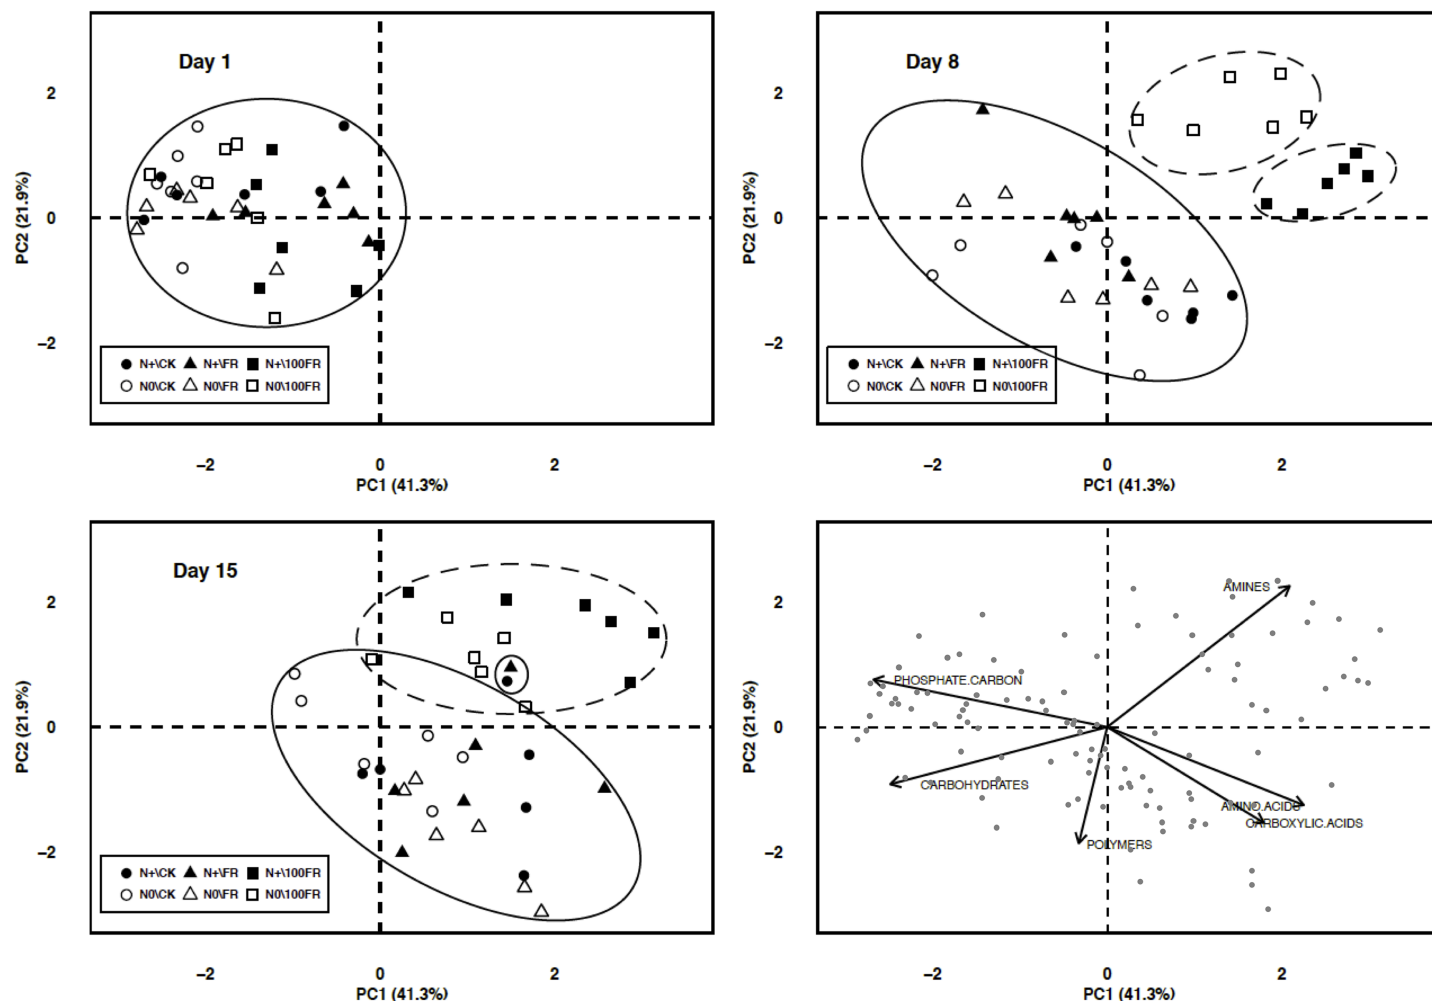 Day 1
PC2 (21.9%)
2
0
−2
N+\CK N+\FR N+\100FR
N0\CK N0\FR N0\100FR
−2 0 2
PC1 (41.3%)
Day 8
PC2 (21.9%)
2
0
−2
N+\CK N+\FR N+\100FR
N0\CK N0\FR N0\100FR
−2 0 2
PC1 (41.3%)
Day 15
PC2 (21.9%)
2
0
−2
N+\CK N+\FR N+\100FR
N0\CK N0\FR N0\100FR
−2 0 2
PC1 (41.3%)
PC2 (21.9%)
2
0
−2
AMINES
PHOSPHATE.CARBON
CARBOHYDRATES
AMINO.ACIDS
CARBOXYLIC.ACIDS
POLYMERS
−2 0 2
PC1 (41.3%)